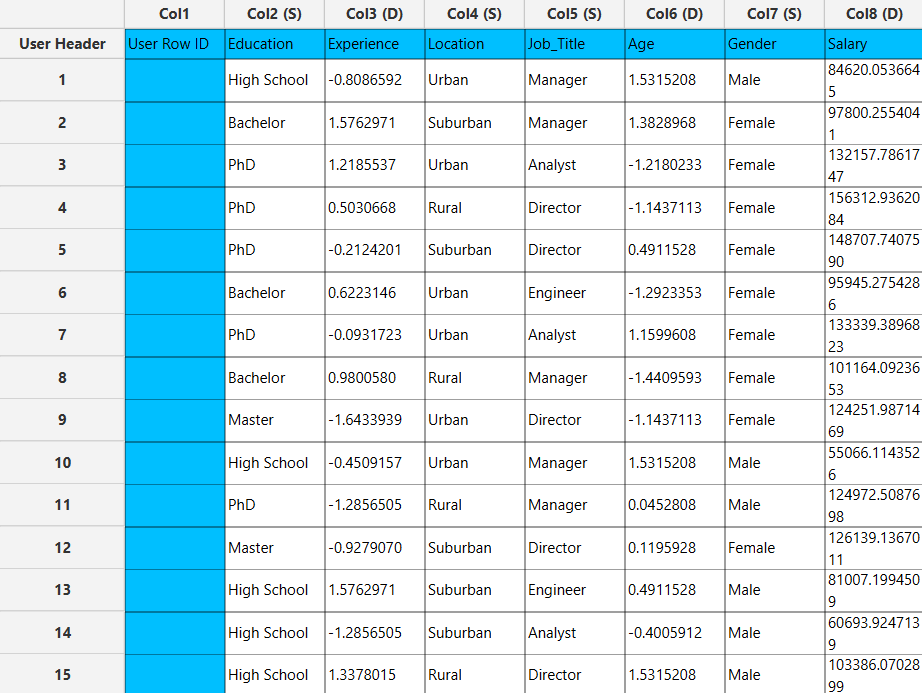 Col1 Col2 (S) Col3 (D) Col4 (S) Col5 (S) Col6 (D) Col7 (S) Col8 (D)
User Header User Row ID Education Experience Location Job_Title Age Gender Salary
1 High School -0.8086592 Urban Manager 1.5315208 Male 84620.053664
5
2 Bachelor 1.5762971 Suburban Manager 1.3828968 Female 97800.255404
1
3 PhD 1.2185537 Urban Analyst -1.2180233 Female 132157.78617
47
4 PhD 0.5030668 Rural Director -1.1437113 Female 156312.93620
84
5 PhD -0.2124201 Suburban Director 0.4911528 Female 148707.74075
90
6 Bachelor 0.6223146 Urban Engineer -1.2923353 Female 95945.275428
6
7 PhD -0.0931723 Urban Analyst 1.1599608 Female 133339.38968
23
8 Bachelor 0.9800580 Rural Manager -1.4409593 Female 101164.09236
53
9 Master -1.6433939 Urban Director -1.1437113 Female 124251.98714
69
10 High School -0.4509157 Urban Manager 1.5315208 Male 55066.114352
6
11 PhD -1.2856505 Rural Manager 0.0452808 Male 124972.50876
98
12 Master -0.9279070 Suburban Director 0.1195928 Female 126139.13670
11
13 High School 1.5762971 Suburban Engineer 0.4911528 Male 81007.199450
9
14 High School -1.2856505 Suburban Analyst -0.4005912 Male 60693.924713
9
15 High School 1.3378015 Rural Director 1.5315208 Male 103386.07028
99